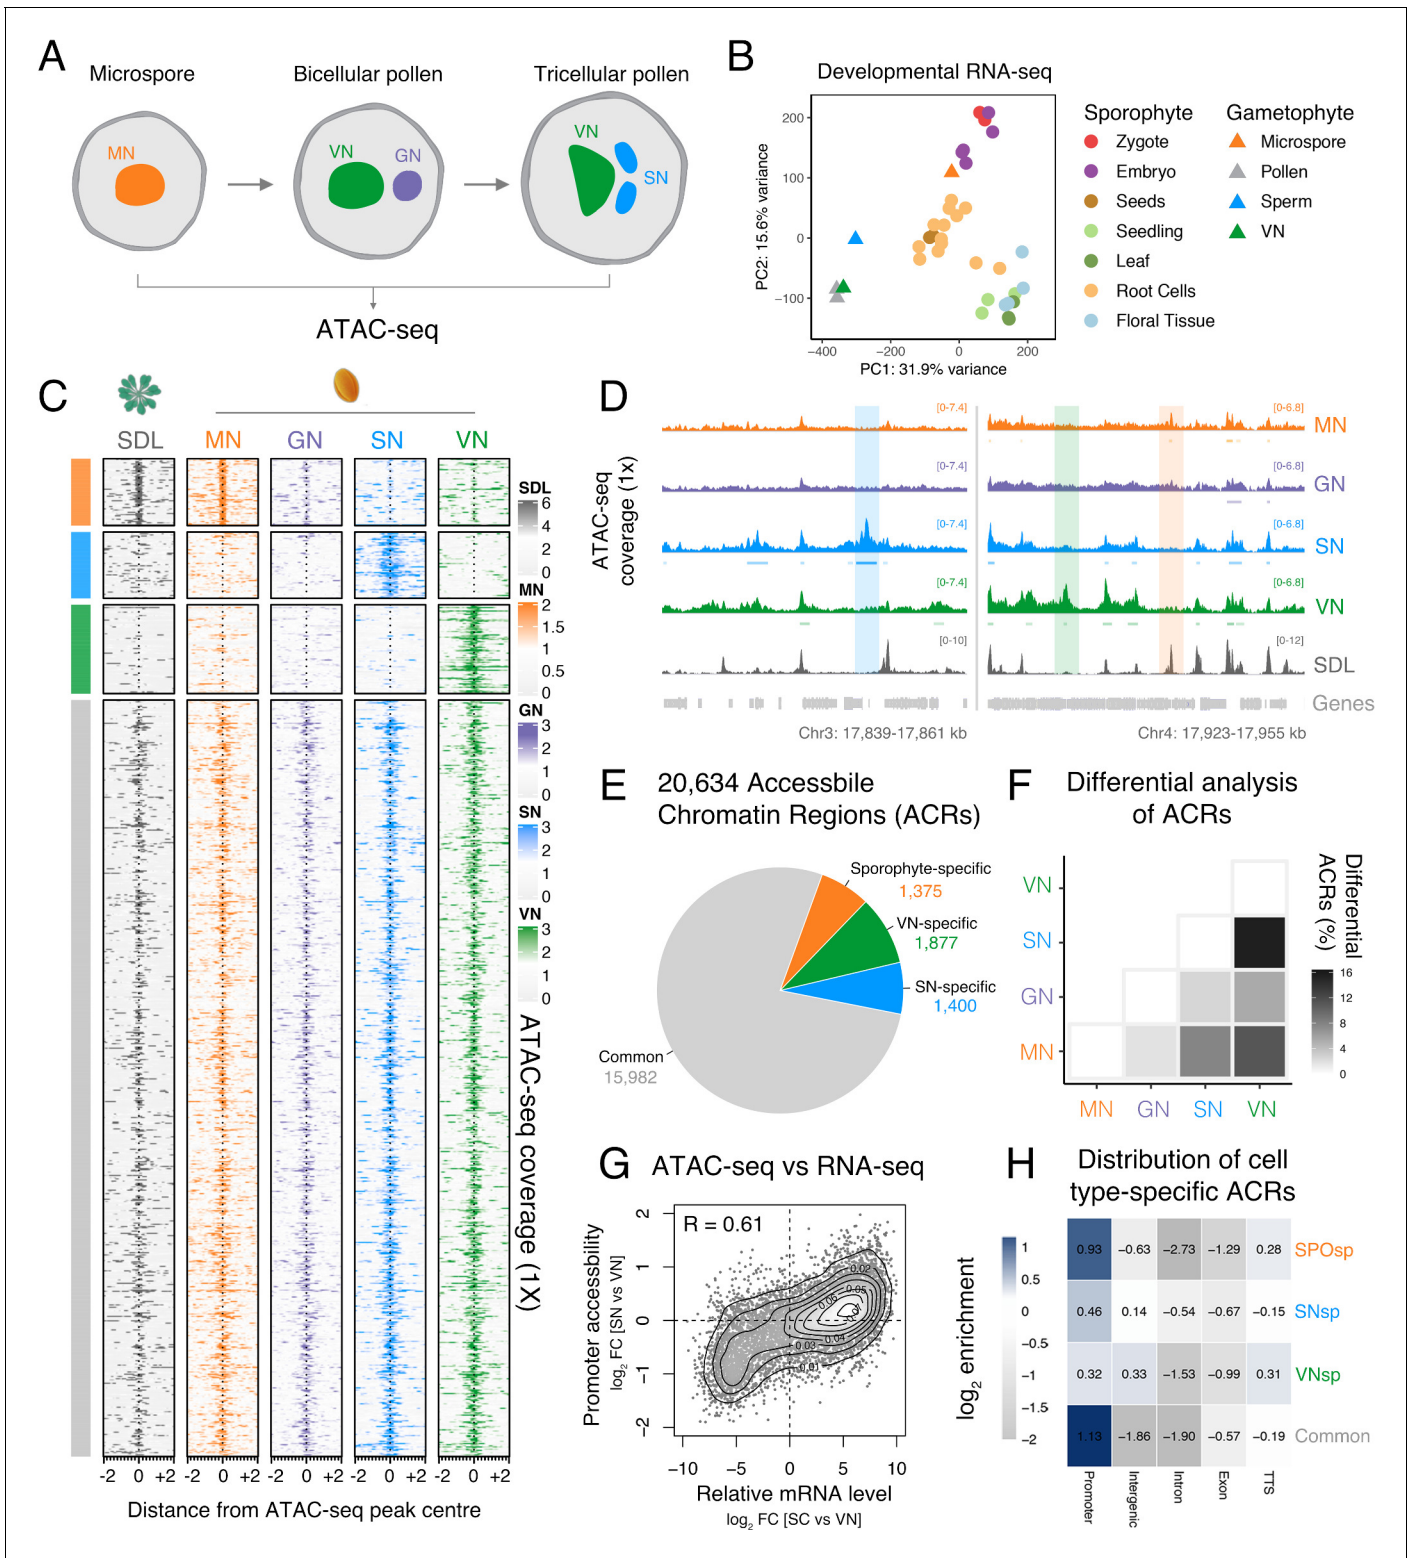 A
Microspore
Bicellular pollen
Tricellular pollen
MN
VN
GN
VN
SN
ATAC-seq
B
Developmental RNA-seq
PC2: 15.6% variance
200
100
0
−100
−400
−200
0
200
PC1: 31.9% variance
Sporophyte
Zygote
Embryo
Seeds
Seedling
Leaf
Root Cells
Floral Tissue
Gametophyte
Microspore
Pollen
Sperm
VN
C
SDL
MN
GN
SN
VN
SDL
6
4
2
0
MN
2
1.5
1
0.5
0
GN
3
2
1
0
SN
3
2
1
0
VN
3
2
1
0
ATAC-seq coverage (1X)
-2 0 +2
-2 0 +2
-2 0 +2
-2 0 +2
-2 0 +2
Distance from ATAC-seq peak centre
D
ATAC-seq
coverage (1x)
[0-7.4]
[0-6.8]
MN
[0-7.4]
[0-6.8]
GN
[0-7.4]
[0-6.8]
SN
[0-7.4]
[0-6.8]
VN
[0-10]
[0-12]
SDL
Genes
Chr3: 17,839-17,861 kb
Chr4: 17,923-17,955 kb
E
20,634 Accessbile
Chromatin Regions (ACRs)
Sporophyte-specific
1,375
VN-specific
1,877
SN-specific
1,400
Common
15,982
F
Differential analysis
of ACRs
VN
SN
GN
MN
MN
GN
SN
VN
Differential
ACRs (%)
16
12
8
4
0
G
ATAC-seq vs RNA-seq
Promoter accessbility
log2 FC [SN vs VN]
R = 0.61
2
1
0
−1
−2
0.02
0.05
0.06
0.04
0.03
0.01
−10
−5
0
5
10
Relative mRNA level
log2 FC [SC vs VN]
H
Distribution of cell
type-specific ACRs
log2 enrichment
1
0.5
0
−0.5
−1
−1.5
−2
0.93 −0.63 −2.73 −1.29 0.28 SPOsp
0.46 0.14 −0.54 −0.67 −0.15 SNsp
0.32 0.33 −1.53 −0.99 0.31 VNsp
1.13 −1.86 −1.90 −0.57 −0.19 Common
Promoter
Intergenic
Intron
Exon
TTS